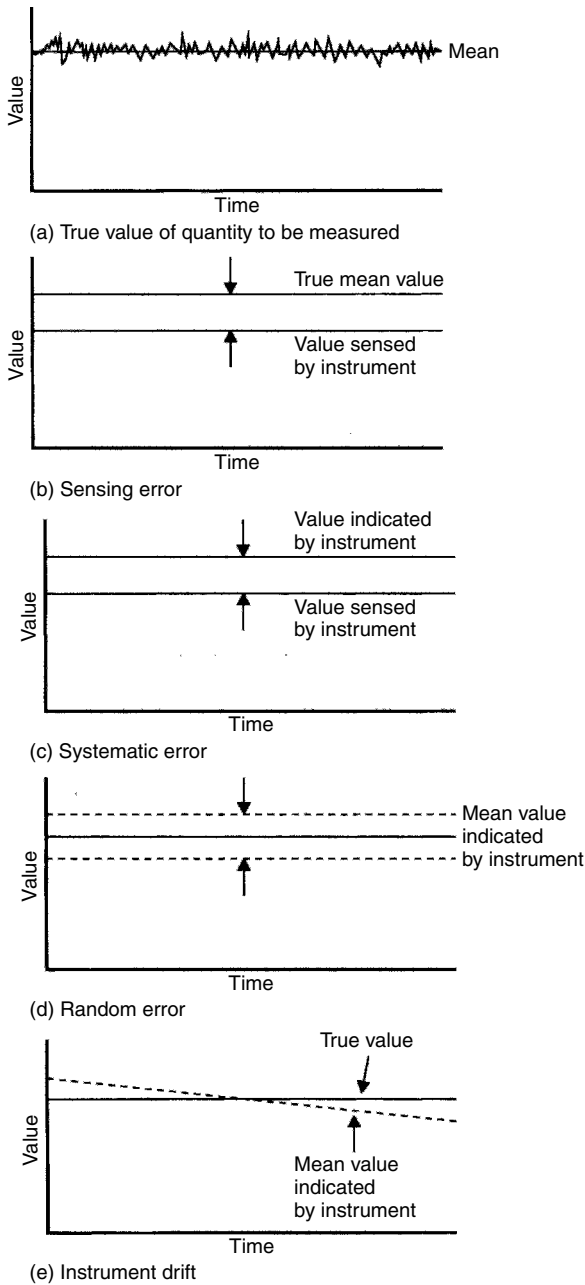 Value
Mean
Time
(a) True value of quantity to be measured
Value
True mean value
Value sensed
by instrument
Time
(b) Sensing error
Value
Value indicated
by instrument
Value sensed
by instrument
Time
(c) Systematic error
Value
Mean value
indicated
by instrument
Time
(d) Random error
Value
True value
Mean value
indicated
by instrument
Time
(e) Instrument drift